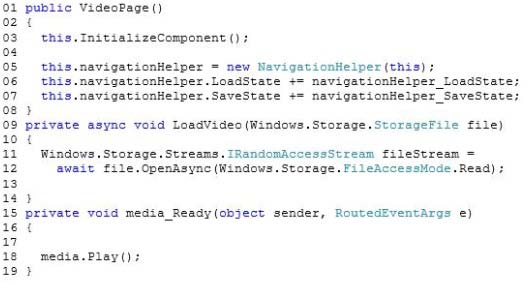 01 public VideoPage()
02 {
03   this.InitializeComponent();
04
05   this.navigationHelper = new NavigationHelper(this);
06   this.navigationHelper.LoadState += navigationHelper_LoadState;
07   this.navigationHelper.SaveState += navigationHelper_SaveState;
08 }
09 private async void LoadVideo(Windows.Storage.StorageFile file)
10 {
11   Windows.Storage.Streams.IRandomAccessStream fileStream =
12     await file.OpenAsync(Windows.Storage.FileAccessMode.Read);
13
14 }
15 private void media_Ready(object sender, RoutedEventArgs e)
16 {
17
18   media.Play();
19 }